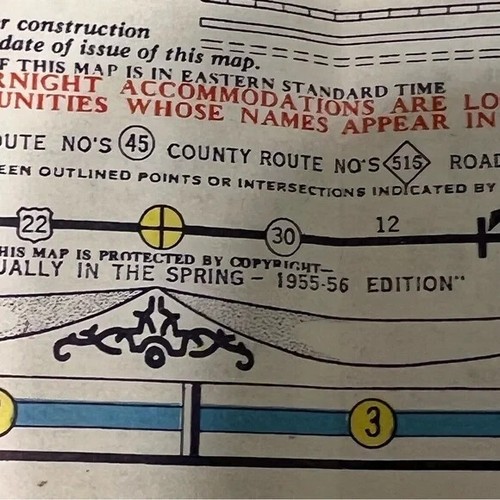 r construction
date of issue of this map.
F THIS MAP IS IN EASTERN STANDARD TIME
RNIGHT ACCOMMODATIONS ARE LO
UNITIES WHOSE NAMES APPEAR IN
OUTE NO'S 45 COUNTY ROUTE NO'S 515 ROAD
EEN OUTLINED POINTS OR INTERSECTIONS INDICATED BY
22 30 12
HIS MAP IS PROTECTED BY COPYRIGHT—
UALLY IN THE SPRING - 1955-56 EDITION"
3